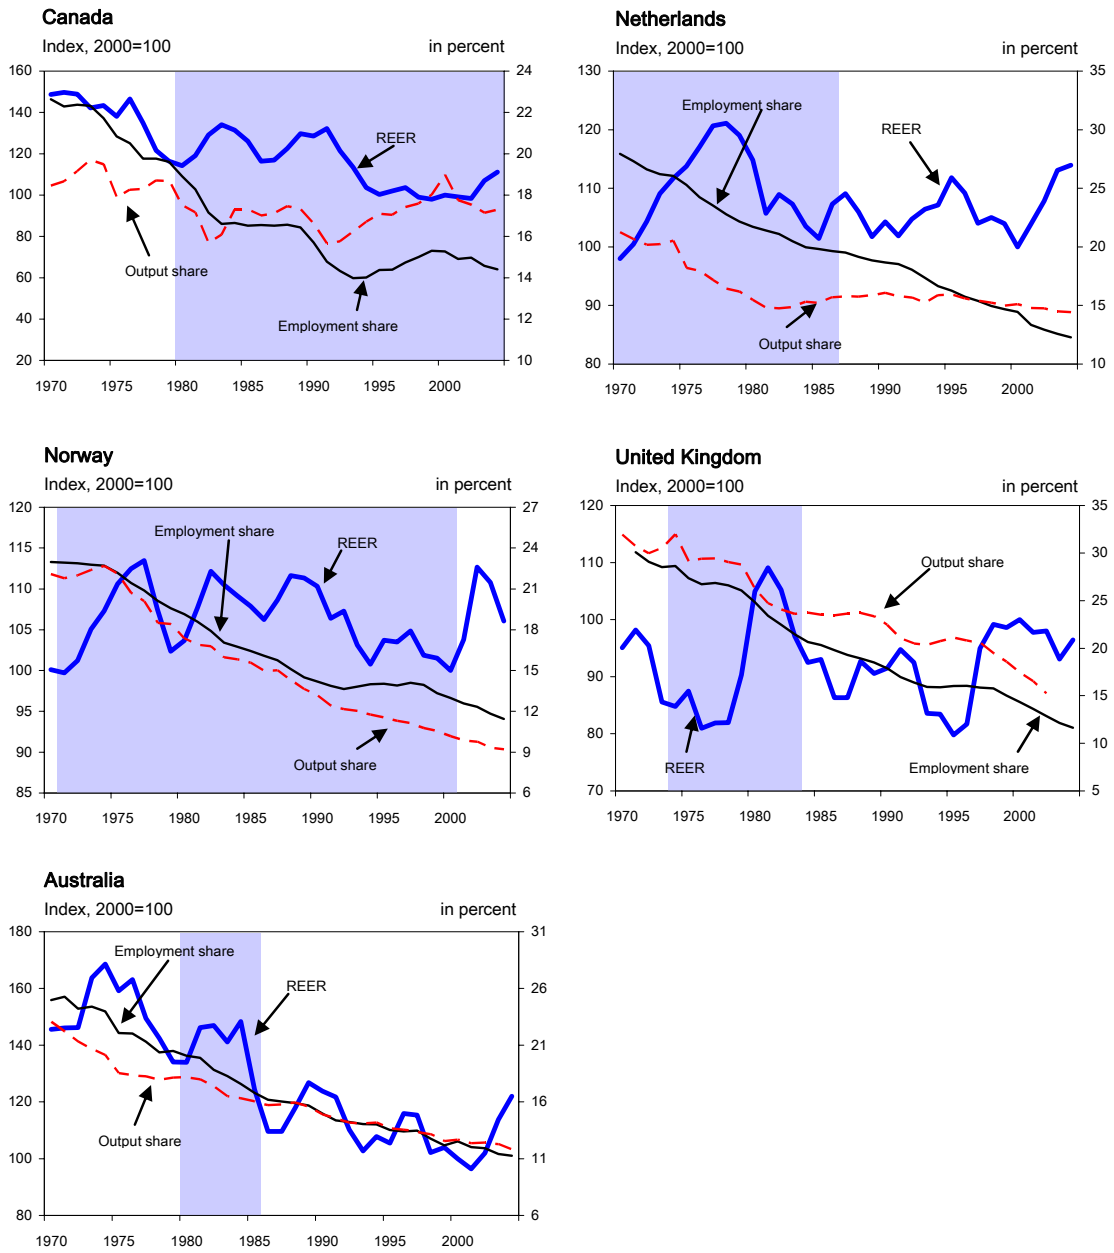 Canada
Index, 2000=100 in percent
160 24
140 22
120 20
100 18
80 16
60 14
40 12
20 10
REER
Output share
Employment share
1970 1975 1980 1985 1990 1995 2000
Netherlands
Index, 2000=100 in percent
130 35
120 30
110 25
100 20
90 15
80 10
Employment share
REER
Output share
1970 1975 1980 1985 1990 1995 2000
Norway
Index, 2000=100 in percent
120 27
115 24
110 21
105 18
100 15
95 12
90 9
85 6
Employment share
REER
Output share
1970 1975 1980 1985 1990 1995 2000
United Kingdom
Index, 2000=100 in percent
120 35
110 30
100 25
90 20
80 15
70 10
5
Output share
REER
Employment share
1970 1975 1980 1985 1990 1995 2000
Australia
Index, 2000=100 in percent
180 31
160 26
140 21
120 16
100 11
80 6
Employment share
REER
Output share
1970 1975 1980 1985 1990 1995 2000